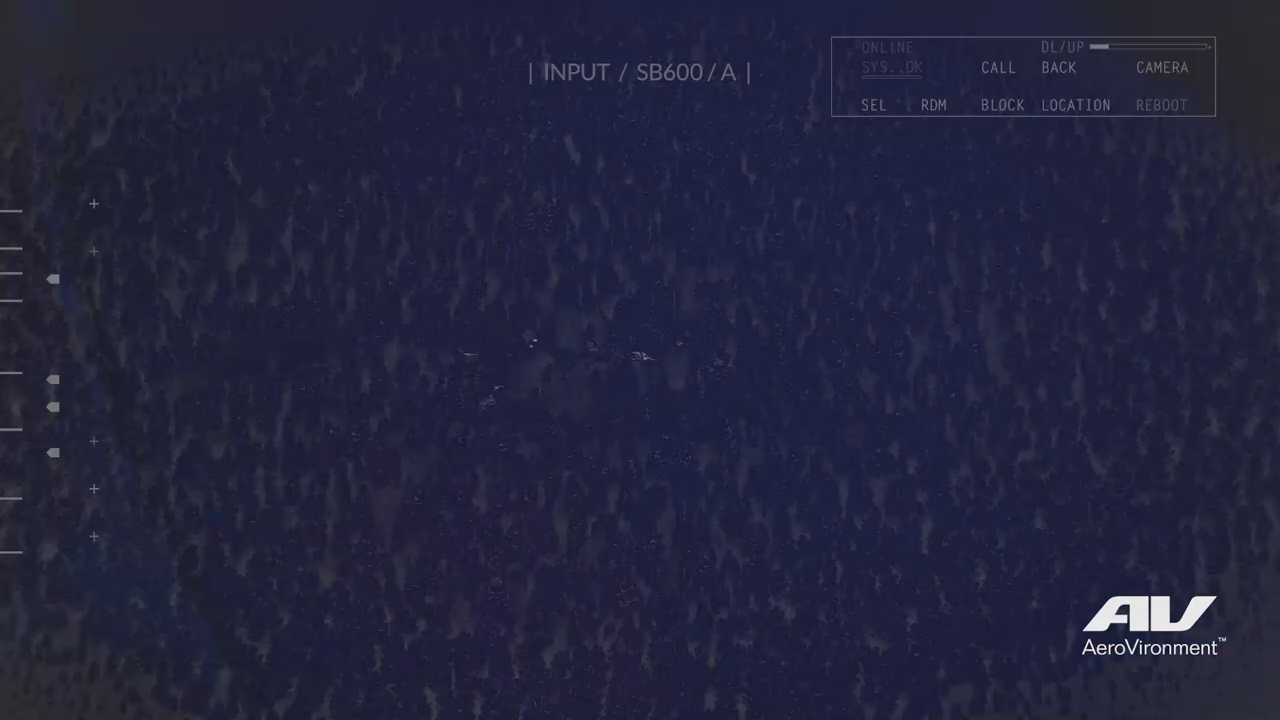 | INPUT / SB600 / A |
ONLINE DL/UP
SYS..OK CALL BACK CAMERA
SEL RDM BLOCK LOCATION REBOOT
AV
AeroVironment™